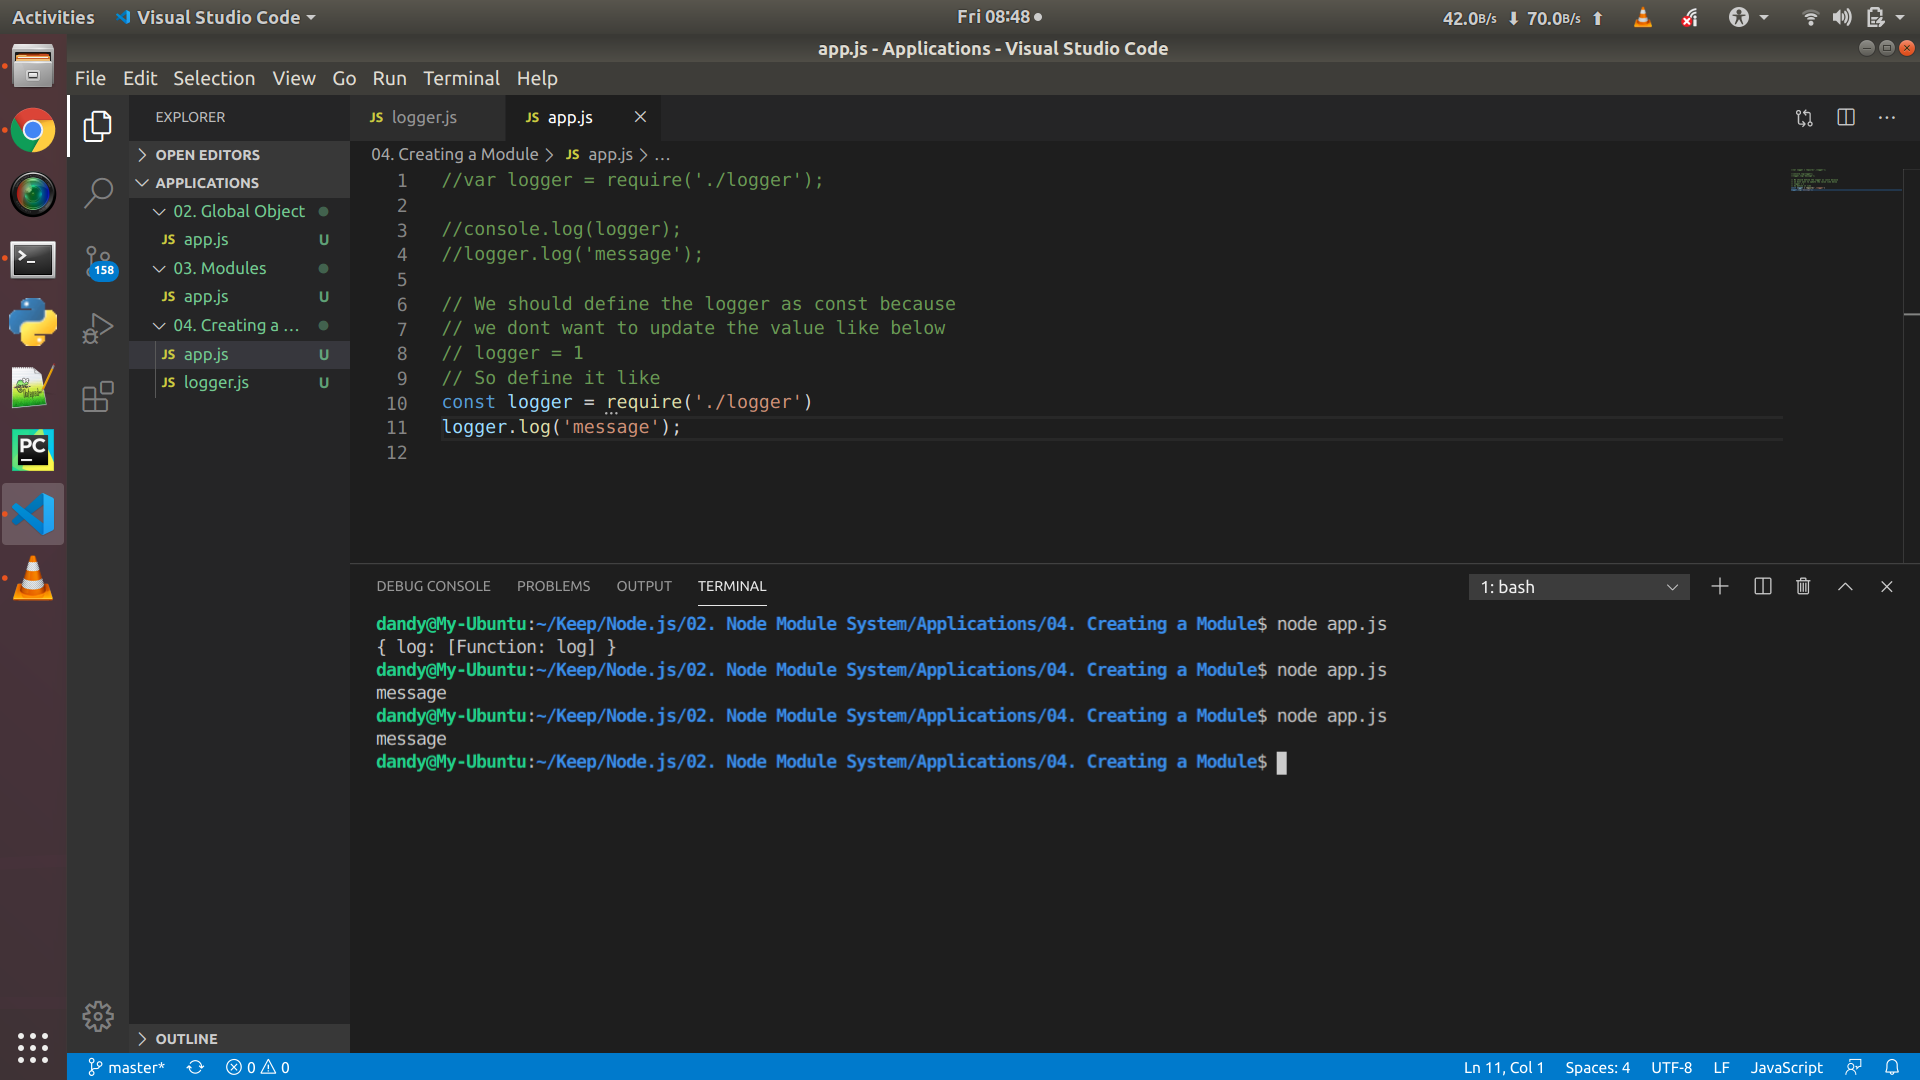 Activities Visual Studio Code Fri 08:48 42.0B/s 70.0B/s
app.js - Applications - Visual Studio Code
File Edit Selection View Go Run Terminal Help
EXPLORER
OPEN EDITORS
APPLICATIONS
02. Global Object
JS app.js U
03. Modules
JS app.js U
04. Creating a ...
JS app.js U
JS logger.js U
158
OUTLINE
JS logger.js JS app.js
04. Creating a Module > JS app.js > ...
1 //var logger = require('./logger');
2
3 //console.log(logger);
4 //logger.log('message');
5
6 // We should define the logger as const because
7 // we dont want to update the value like below
8 // logger = 1
9 // So define it like
10 const logger = require('./logger')
11 logger.log('message');
12
DEBUG CONSOLE PROBLEMS OUTPUT TERMINAL 1: bash
dandy@My-Ubuntu:~/Keep/Node.js/02. Node Module System/Applications/04. Creating a Module$ node app.js
{ log: [Function: log] }
dandy@My-Ubuntu:~/Keep/Node.js/02. Node Module System/Applications/04. Creating a Module$ node app.js
message
dandy@My-Ubuntu:~/Keep/Node.js/02. Node Module System/Applications/04. Creating a Module$ node app.js
message
dandy@My-Ubuntu:~/Keep/Node.js/02. Node Module System/Applications/04. Creating a Module$
PC
master* 0 0 Ln 11, Col 1 Spaces: 4 UTF-8 LF JavaScript